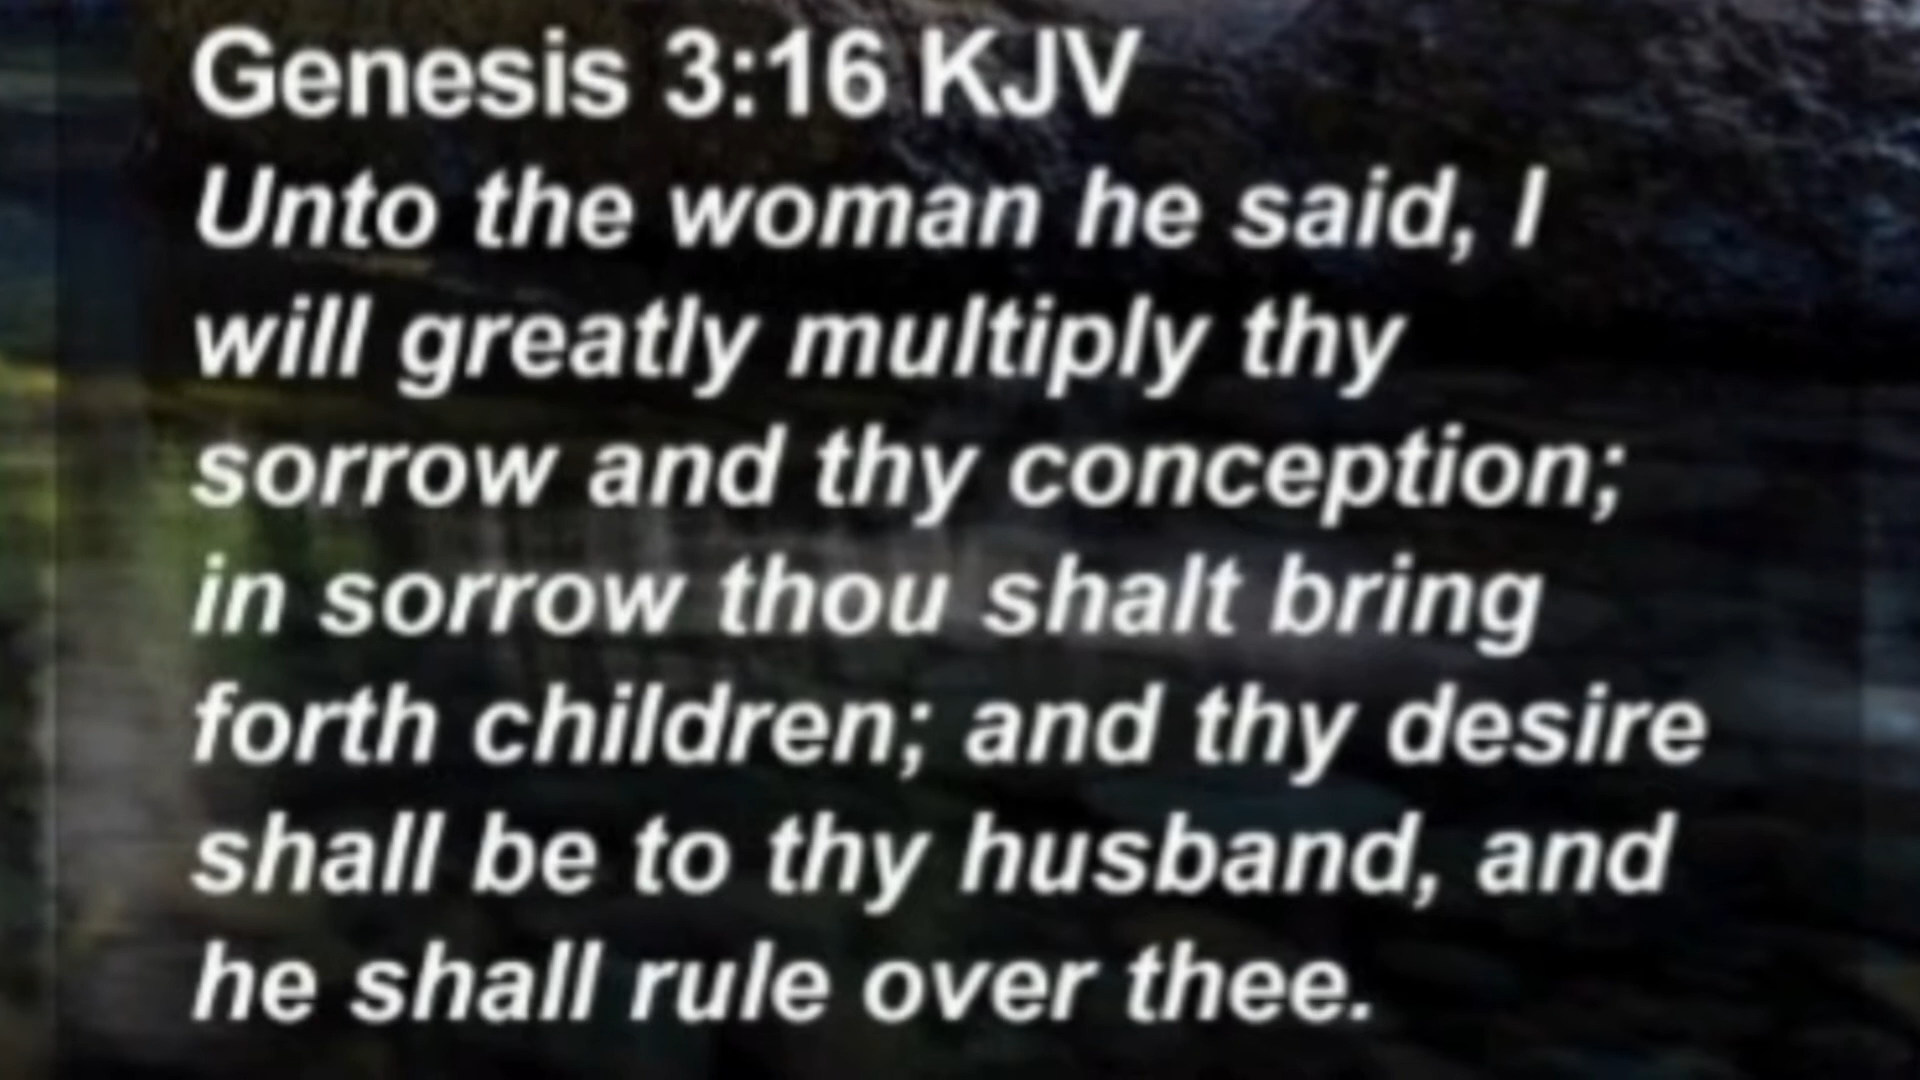 Genesis 3:16 KJV
Unto the woman he said, I
will greatly multiply thy
sorrow and thy conception;
in sorrow thou shalt bring
forth children; and thy desire
shall be to thy husband, and
he shall rule over thee.